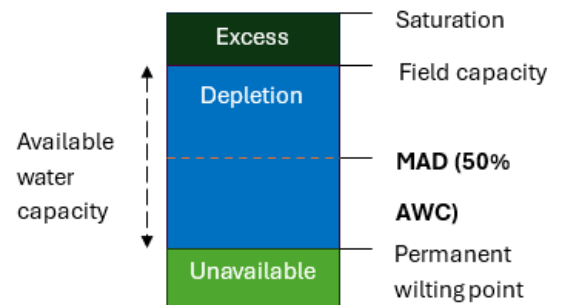 Saturation
Excess
Field capacity
Depletion
Available
water
capacity
MAD (50%
AWC)
Permanent
wilting point
Unavailable